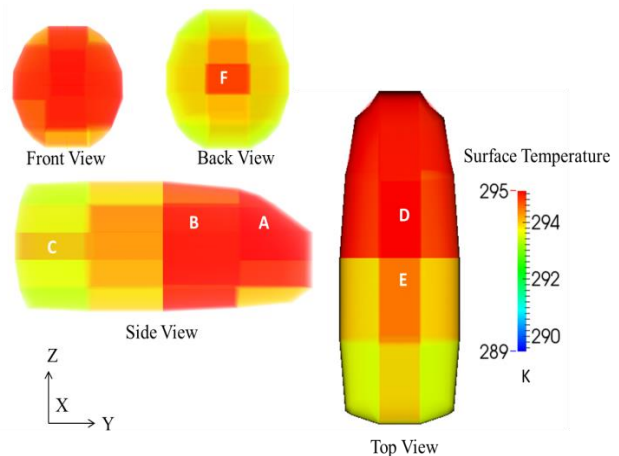 F
Front View
Back View
Surface Temperature
295
294
292
290
289
K
B
A
C
D
E
Side View
Z
X
Y
Top View